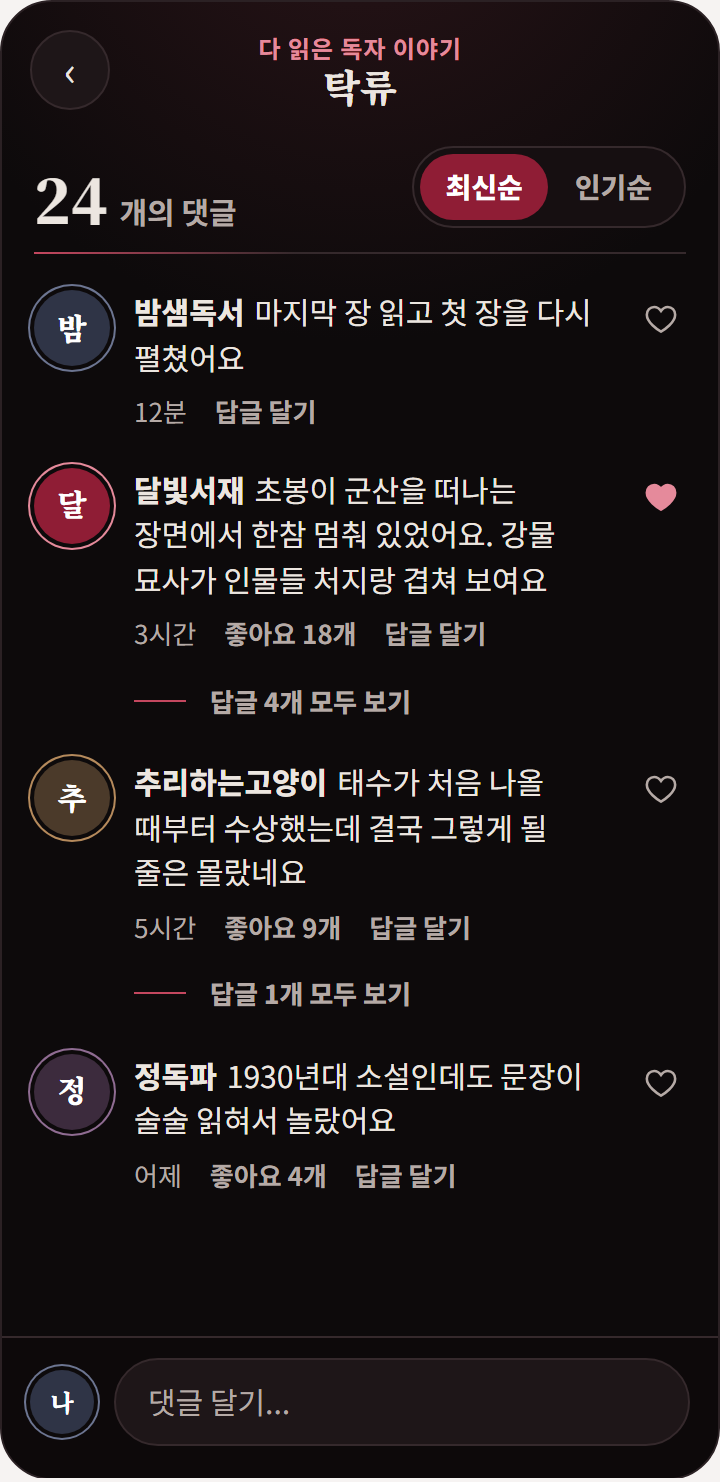 다 읽은 독자 이야기
탁류
24 개의 댓글
최신순 인기순
밤
밤샘독서 마지막 장 읽고 첫 장을 다시
펼쳤어요
12분 답글 달기
달
달빛서재 초봉이 군산을 떠나는
장면에서 한참 멈춰 있었어요. 강물
묘사가 인물들 처지랑 겹쳐 보여요
3시간 좋아요 18개 답글 달기
답글 4개 모두 보기
추
추리하는고양이 태수가 처음 나올
때부터 수상했는데 결국 그렇게 될
줄은 몰랐네요
5시간 좋아요 9개 답글 달기
답글 1개 모두 보기
정
정독파 1930년대 소설인데도 문장이
술술 읽혀서 놀랐어요
어제 좋아요 4개 답글 달기
나
댓글 달기...